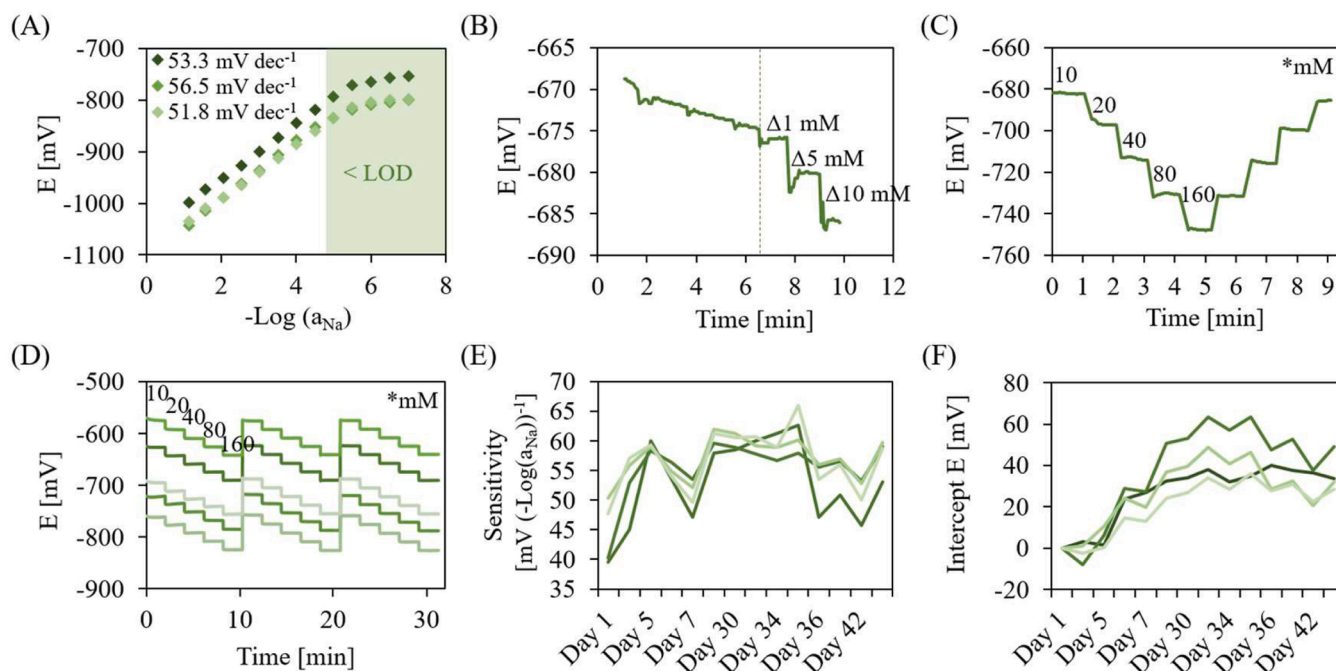 (A)
-700
-800
-900
-1000
-1100
E [mV]
53.3 mV dec⁻¹
56.5 mV dec⁻¹
51.8 mV dec⁻¹
< LOD
0 2 4 6 8
-Log (aNa)
(B)
-665
-670
-675
-680
-685
-690
E [mV]
Δ1 mM
Δ5 mM
Δ10 mM
0 2 4 6 8 10 12
Time [min]
(C)
-660
-680
-700
-720
-740
-760
E [mV]
*mM
10
20
40
80
160
0 1 2 3 4 5 6 7 8 9
Time [min]
(D)
-500
-600
-700
-800
-900
E [mV]
*mM
10
20
40
80
160
0 10 20 30
Time [min]
(E)
70
65
60
55
50
45
40
35
Sensitivity
[mV (-Log(aNa))⁻¹]
Day 1
Day 5
Day 7
Day 30
Day 34
Day 36
Day 42
(F)
80
60
40
20
0
-20
Intercept E [mV]
Day 1
Day 5
Day 7
Day 30
Day 34
Day 36
Day 42